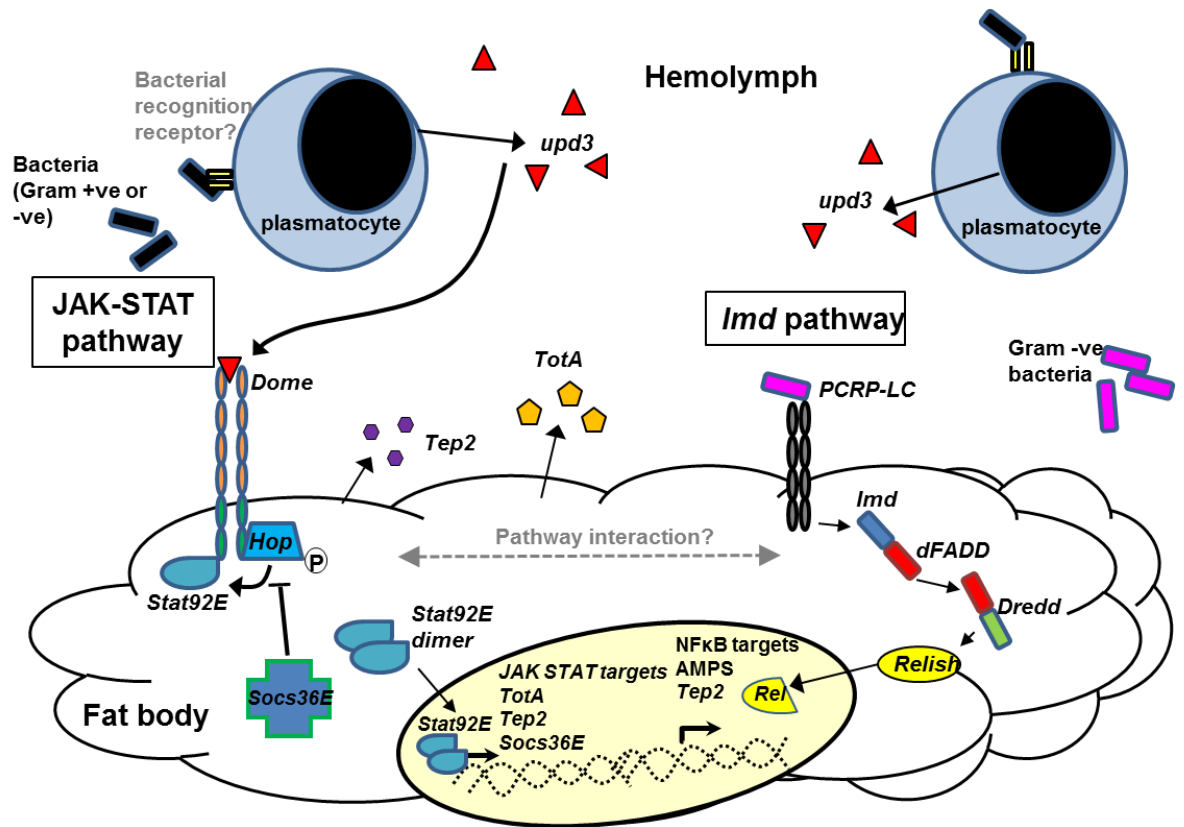 Hemolymph
Bacterial
recognition
receptor?
upd3
Bacteria
(Gram +ve or
-ve)
plasmatocyte
upd3
plasmatocyte
JAK-STAT
pathway
Imd pathway
Gram -ve
bacteria
TotA
Dome
PCRP-LC
Tep2
Imd
Pathway interaction?
Hop
P
dFADD
Stat92E
Dredd
Stat92E
dimer
NFκB targets
AMPS
Tep2
JAK STAT targets
TotA
Tep2
Socs36E
Relish
Rel
Socs36E
Fat body
Stat92E